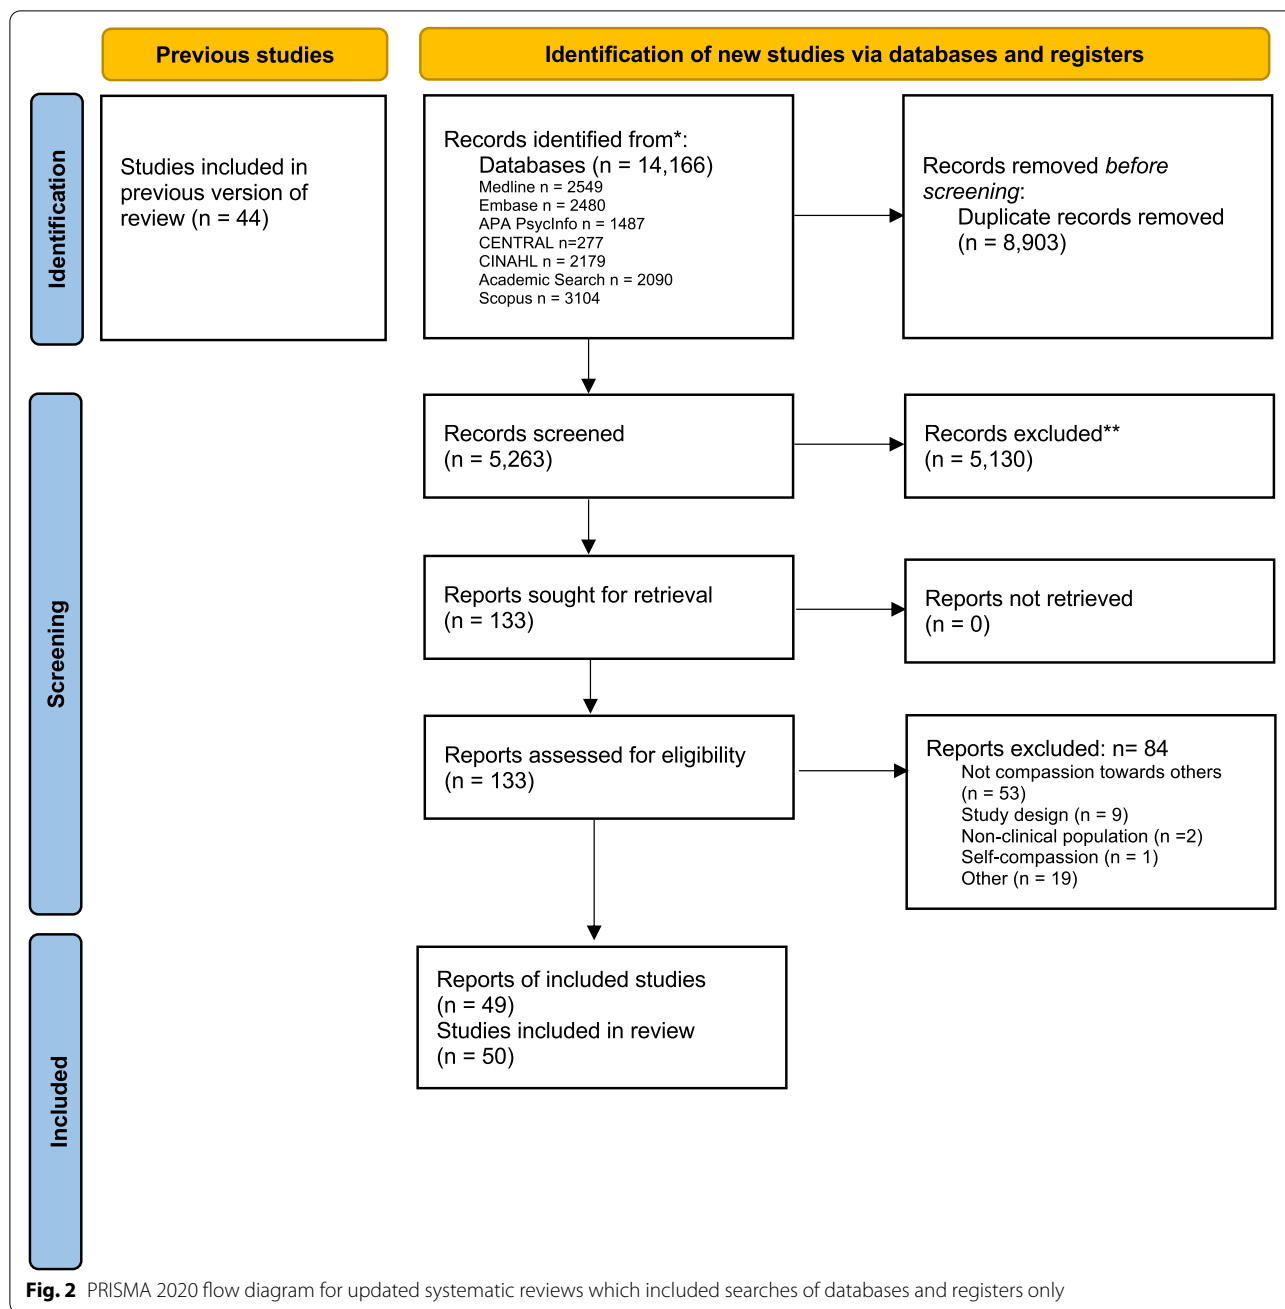 Previous studies
Identification of new studies via databases and registers
Identification
Studies included in
previous version of
review (n = 44)
Records identified from*:
Databases (n = 14,166)
Medline n = 2549
Embase n = 2480
APA PsycInfo n = 1487
CENTRAL n=277
CINAHL n = 2179
Academic Search n = 2090
Scopus n = 3104
Records removed before
screening:
Duplicate records removed
(n = 8,903)
Screening
Records screened
(n = 5,263)
Records excluded**
(n = 5,130)
Reports sought for retrieval
(n = 133)
Reports not retrieved
(n = 0)
Reports assessed for eligibility
(n = 133)
Reports excluded: n= 84
Not compassion towards others
(n = 53)
Study design (n = 9)
Non-clinical population (n =2)
Self-compassion (n = 1)
Other (n = 19)
Included
Reports of included studies
(n = 49)
Studies included in review
(n = 50)
Fig. 2 PRISMA 2020 flow diagram for updated systematic reviews which included searches of databases and registers only